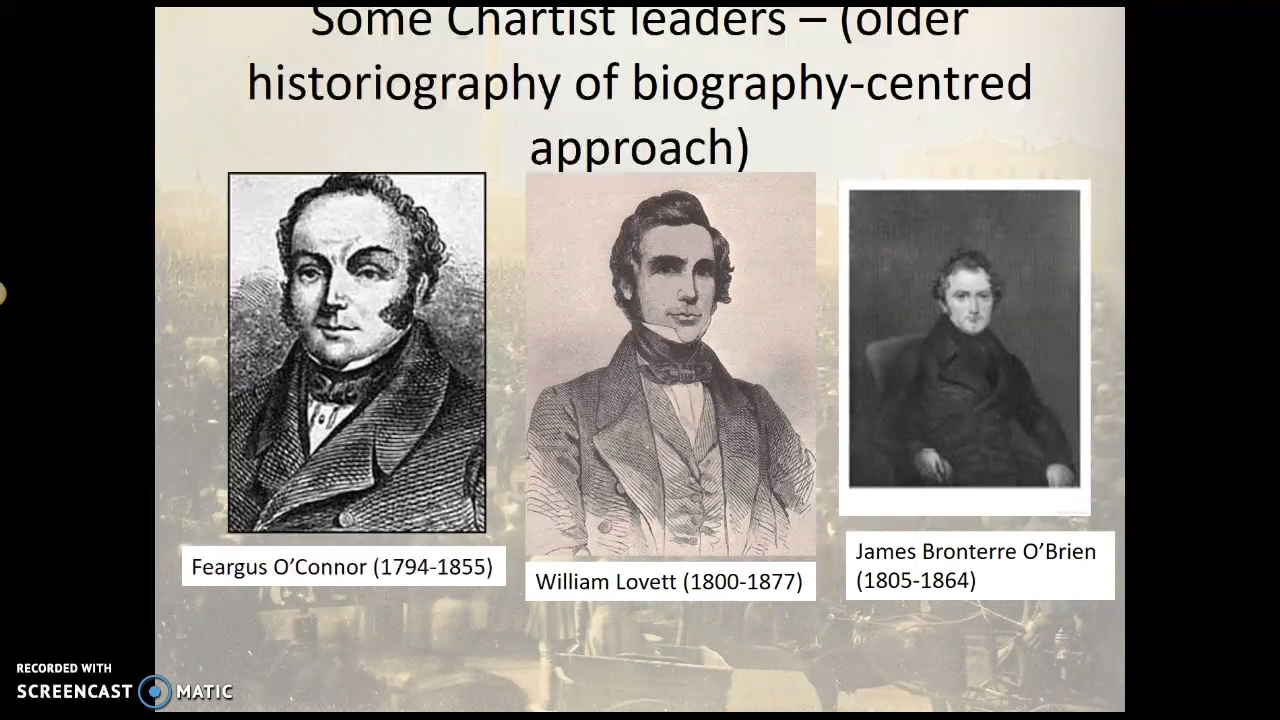 Some Chartist leaders – (older
historiography of biography-centred
approach)
Feargus O’Connor (1794-1855)
William Lovett (1800-1877)
James Bronterre O’Brien
(1805-1864)
RECORDED WITH
SCREENCAST MATIC